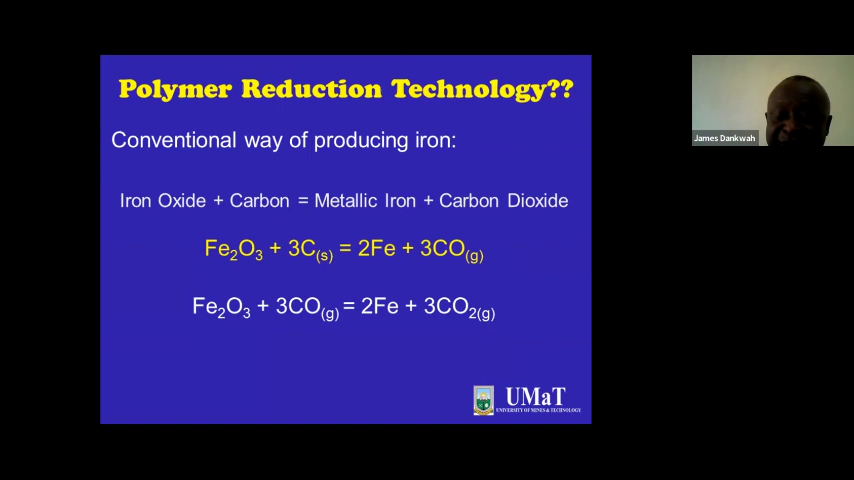 Polymer Reduction Technology??
Conventional way of producing iron:
Iron Oxide + Carbon = Metallic Iron + Carbon Dioxide
Fe₂O₃ + 3C₍s₎ = 2Fe + 3CO₍g₎
Fe₂O₃ + 3CO₍g₎ = 2Fe + 3CO₂₍g₎
UMaT
UNIVERSITY OF MINES & TECHNOLOGY
James Dankwah